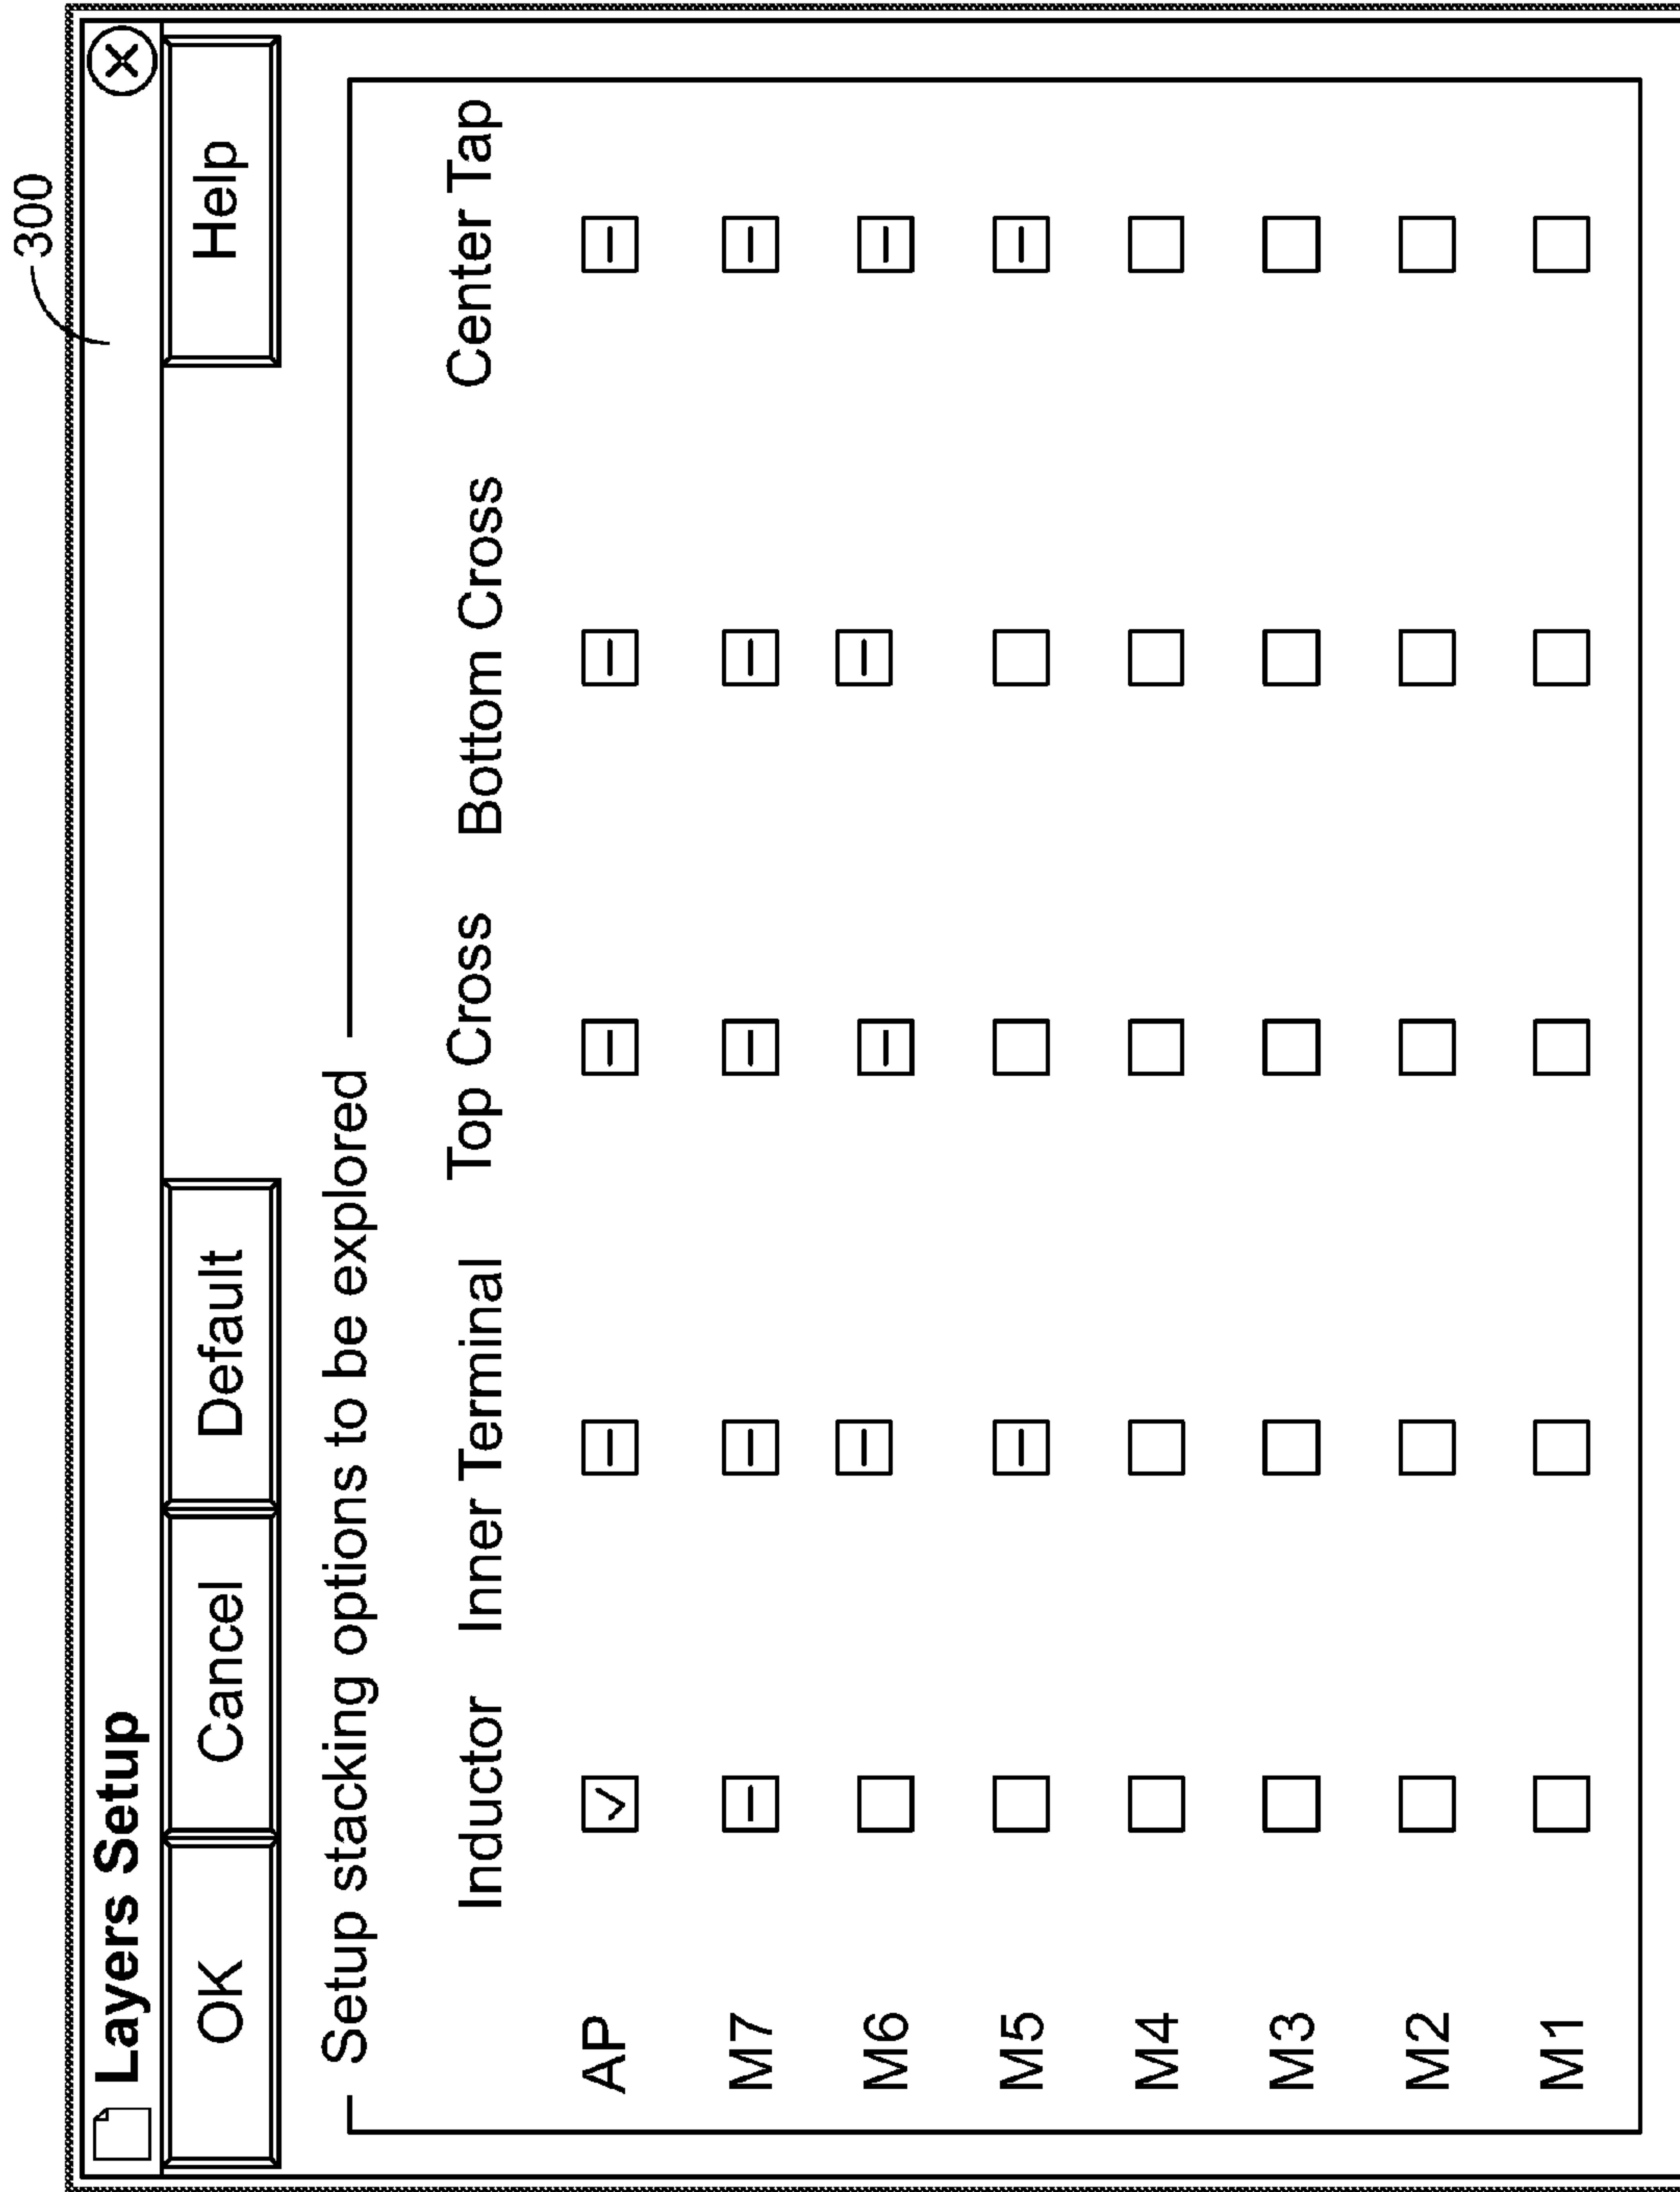 300
Layers Setup
OK Cancel Default Help
Setup stacking options to be explored
Inductor Inner Terminal Top Cross Bottom Cross Center Tap
AP
M7
M6
M5
M4
M3
M2
M1